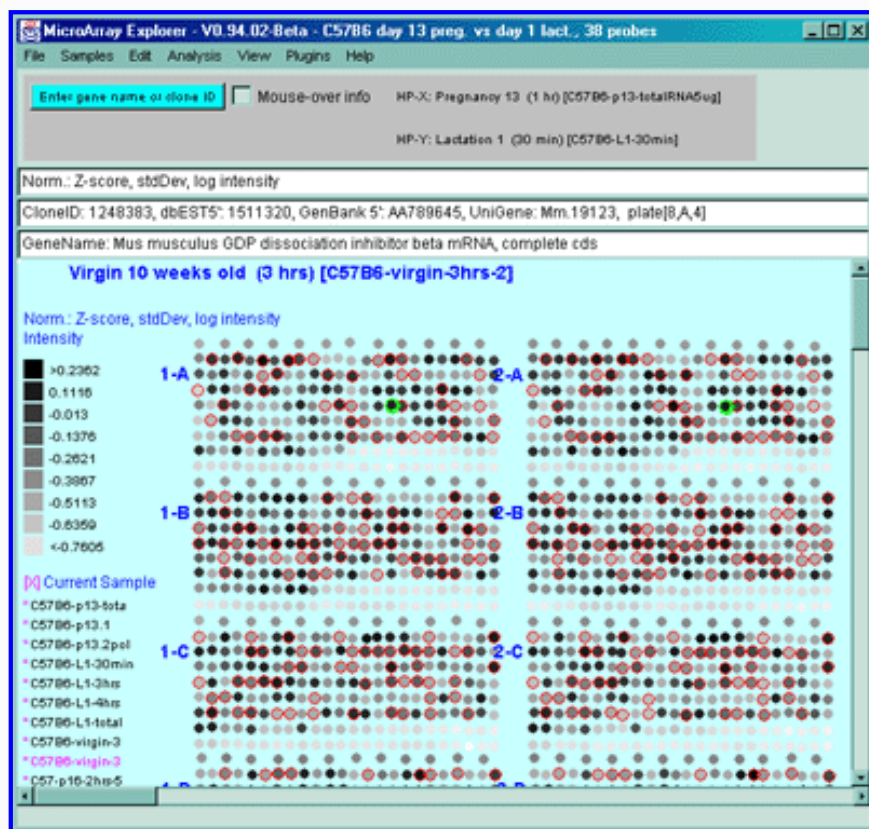 MicroArray Explorer - V0.94.02-Beta - C57B6 day 13 preg. vs day 1 lact., 38 probes
File Samples Edit Analysis View Plugins Help
Enter gene name or clone ID Mouse-over info HP-X: Pregnancy 13 (1 hr) [C57B6-p13-totalRNA5ug]
HP-Y: Lactation 1 (30 min) [C57B6-L1-30min]
Norm.: Z-score, stdDev, log intensity
CloneID: 1248383, dbEST5': 1511320, GenBank 5': AA789645, UniGene: Mm.19123, plate[8,A,4]
GeneName: Mus musculus GDP dissociation inhibitor beta mRNA, complete cds
Virgin 10 weeks old (3 hrs) [C57B6-virgin-3hrs-2]
Norm.: Z-score, stdDev, log intensity
Intensity
>0.2362
0.1116
-0.013
-0.1376
-0.2621
-0.3867
-0.5113
-0.6359
<-0.7605
1-A 2-A
1-B 2-B
1-C 2-C
1-D 2-D
[X] Current Sample
*C57B6-p13-tota
*C57B6-p13.1
*C57B6-p13.2pol
*C57B6-L1-30min
*C57B6-L1-3hrs
*C57B6-L1-4hrs
*C57B6-L1-total
*C57B6-virgin-3
*C57B6-virgin-3
*C57-p16-2hrs-5